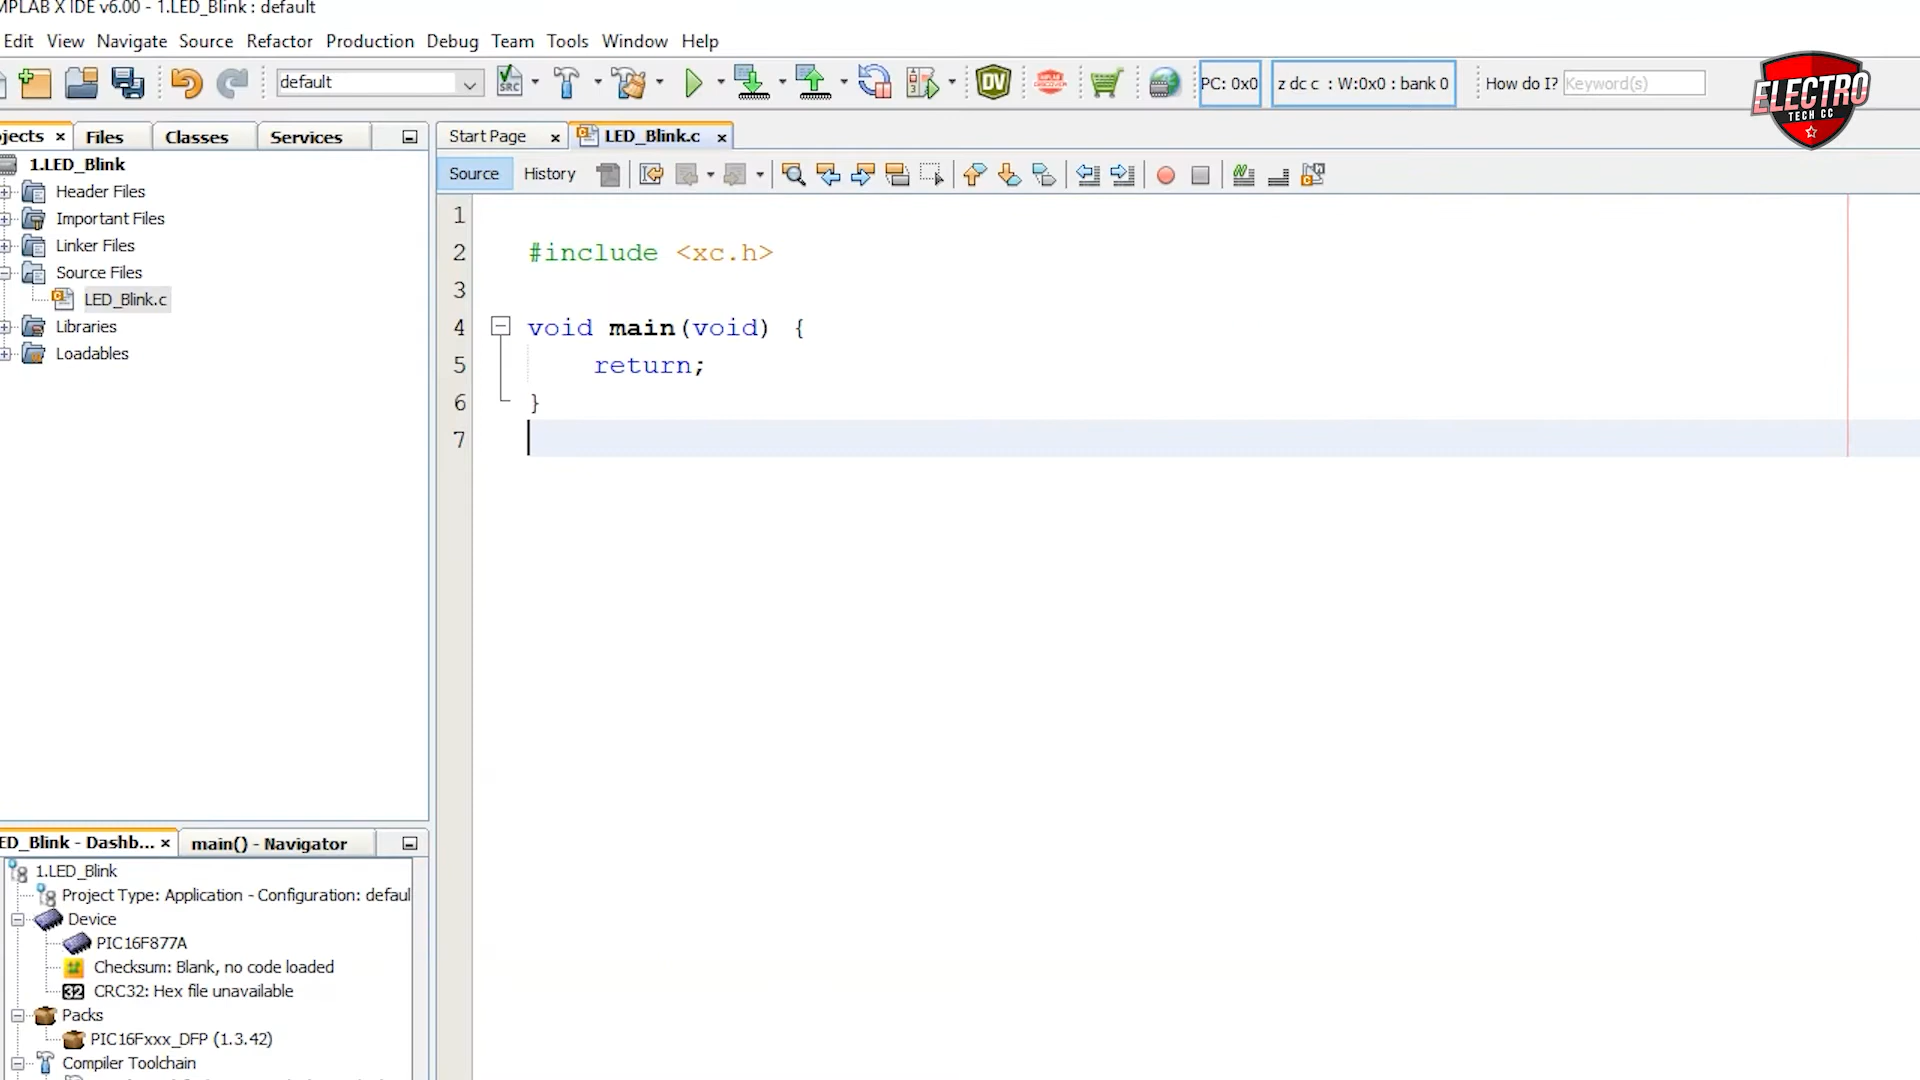 MPLAB X IDE v6.00 - 1.LED_Blink : default
Edit View Navigate Source Refactor Production Debug Team Tools Window Help
default
PC: 0x0
z dc c : W:0x0 : bank 0
How do I? Keyword(s)
ELECTRO
TECH CC
ojects × Files Classes Services
Start Page × LED_Blink.c ×
Source History
1.LED_Blink
Header Files
Important Files
Linker Files
Source Files
LED_Blink.c
Libraries
Loadables
1
2 #include <xc.h>
3
4 void main(void) {
5 return;
6 }
7
ED_Blink - Dashb... × main() - Navigator
1.LED_Blink
Project Type: Application - Configuration: defaul
Device
PIC16F877A
Checksum: Blank, no code loaded
CRC32: Hex file unavailable
Packs
PIC16Fxxx_DFP (1.3.42)
Compiler Toolchain